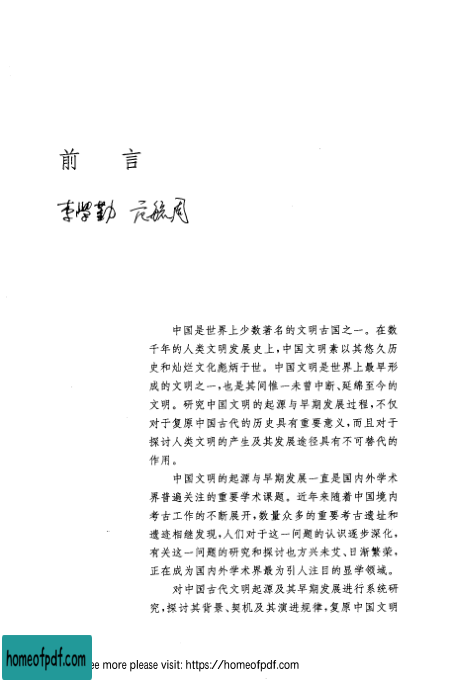 前 言
李学勤 范毓周
中国是世界上少数著名的文明古国之一。在数
千年的人类文明发展史上,中国文明素以其悠久历
史和灿烂文化彪炳于世。中国文明是世界上最早形
成的文明之一,也是其间惟一未曾中断、延绵至今的
文明。研究中国文明的起源与早期发展过程,不仅
对于复原中国古代的历史具有重要意义,而且对于
探讨人类文明的产生及其发展途径具有不可替代的
作用。
中国文明的起源与早期发展一直是国内外学术
界普遍关注的重要学术课题。近年来随着中国境内
考古工作的不断展开,数量众多的重要考古遗址和
遗迹相继发现,人们对于这一问题的认识逐步深化,
有关这一问题的研究和探讨也方兴未艾、日渐繁荣,
正在成为国内外学术界最为引人注目的显学领域。
对中国古代文明起源及其早期发展进行系统研
究,探讨其背景、契机及其演进规律,复原中国文明
homeofpdf.com
ee more please visit: https://homeofpdf.com